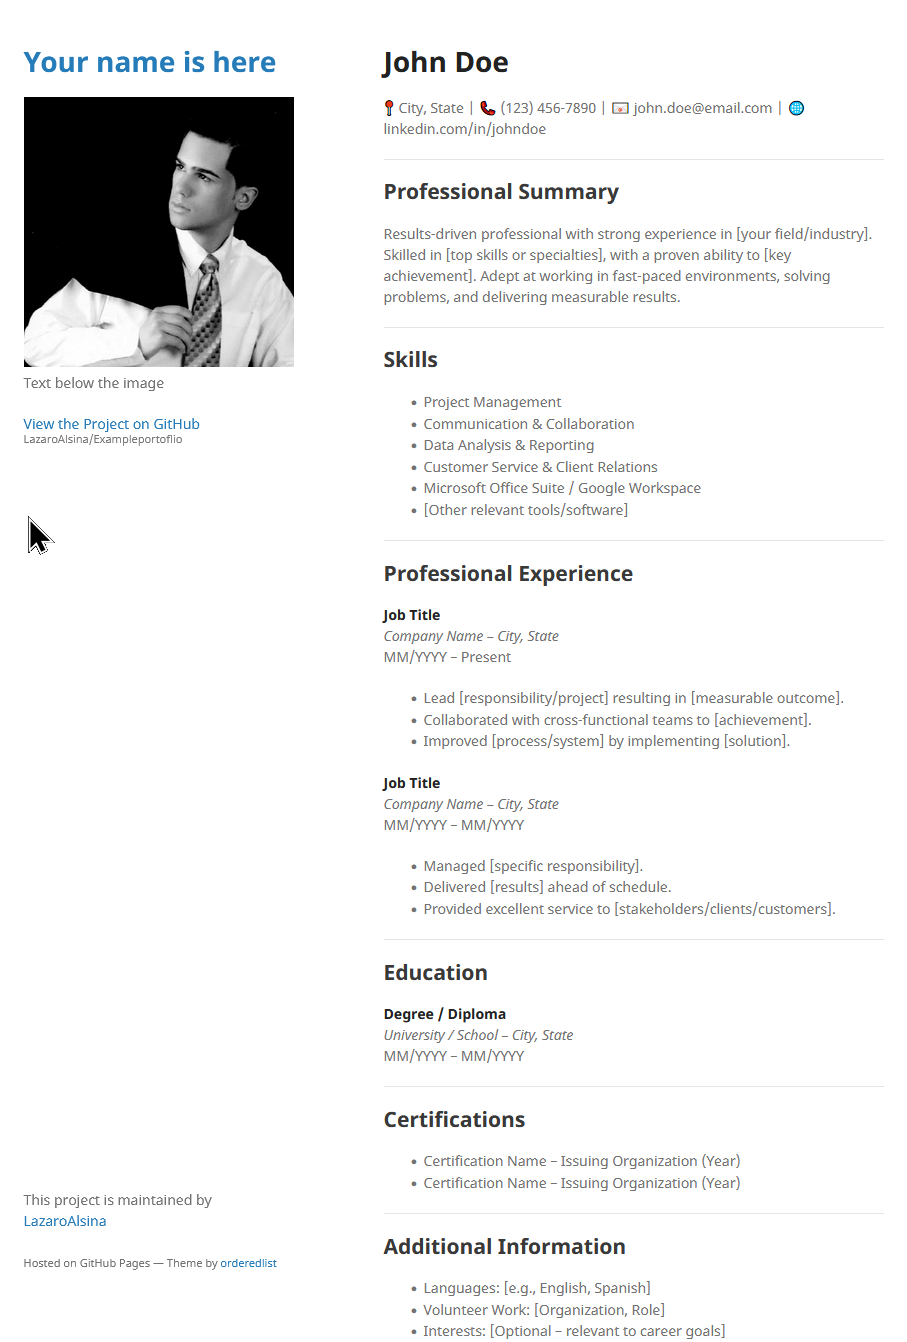 Your name is here
Text below the image
View the Project on GitHub
LazaroAlsina/Exampleportoflio
This project is maintained by
LazaroAlsina
Hosted on GitHub Pages — Theme by orderedlist
John Doe
📍 City, State | 📞 (123) 456-7890 | 📧 john.doe@email.com | 🌐
linkedin.com/in/johndoe
Professional Summary
Results-driven professional with strong experience in [your field/industry].
Skilled in [top skills or specialties], with a proven ability to [key
achievement]. Adept at working in fast-paced environments, solving
problems, and delivering measurable results.
Skills
• Project Management
• Communication & Collaboration
• Data Analysis & Reporting
• Customer Service & Client Relations
• Microsoft Office Suite / Google Workspace
• [Other relevant tools/software]
Professional Experience
Job Title
Company Name – City, State
MM/YYYY – Present
• Lead [responsibility/project] resulting in [measurable outcome].
• Collaborated with cross-functional teams to [achievement].
• Improved [process/system] by implementing [solution].
Job Title
Company Name – City, State
MM/YYYY – MM/YYYY
• Managed [specific responsibility].
• Delivered [results] ahead of schedule.
• Provided excellent service to [stakeholders/clients/customers].
Education
Degree / Diploma
University / School – City, State
MM/YYYY – MM/YYYY
Certifications
• Certification Name – Issuing Organization (Year)
• Certification Name – Issuing Organization (Year)
Additional Information
• Languages: [e.g., English, Spanish]
• Volunteer Work: [Organization, Role]
• Interests: [Optional – relevant to career goals]